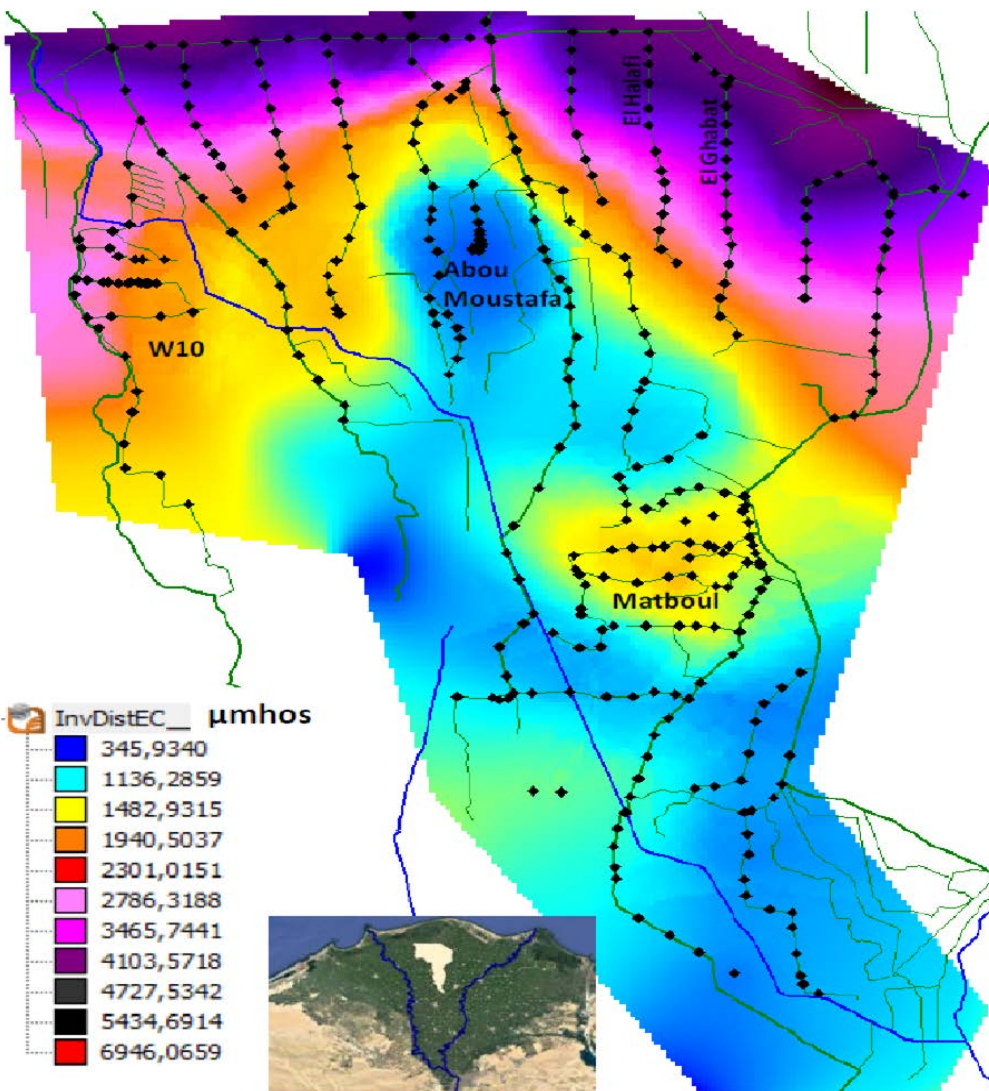 El Halafi
El Ghabat
Abou
Moustafa
W10
Matboul
InvDistEC__ µmhos
345,9340
1136,2859
1482,9315
1940,5037
2301,0151
2786,3188
3465,7441
4103,5718
4727,5342
5434,6914
6946,0659